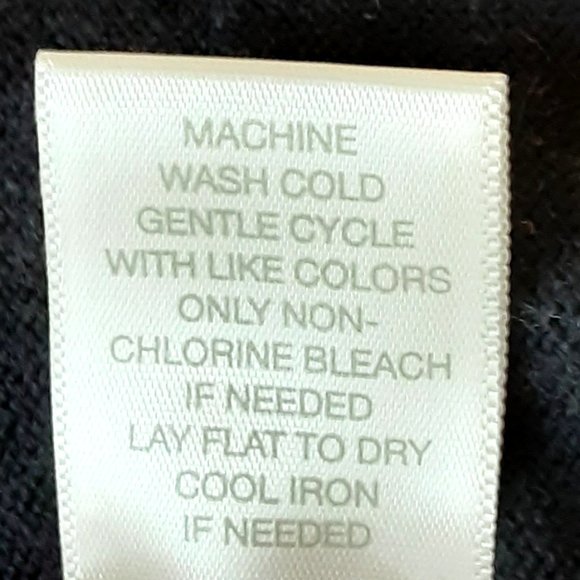 MACHINE
WASH COLD
GENTLE CYCLE
WITH LIKE COLORS
ONLY NON-
CHLORINE BLEACH
IF NEEDED
LAY FLAT TO DRY
COOL IRON
IF NEEDED